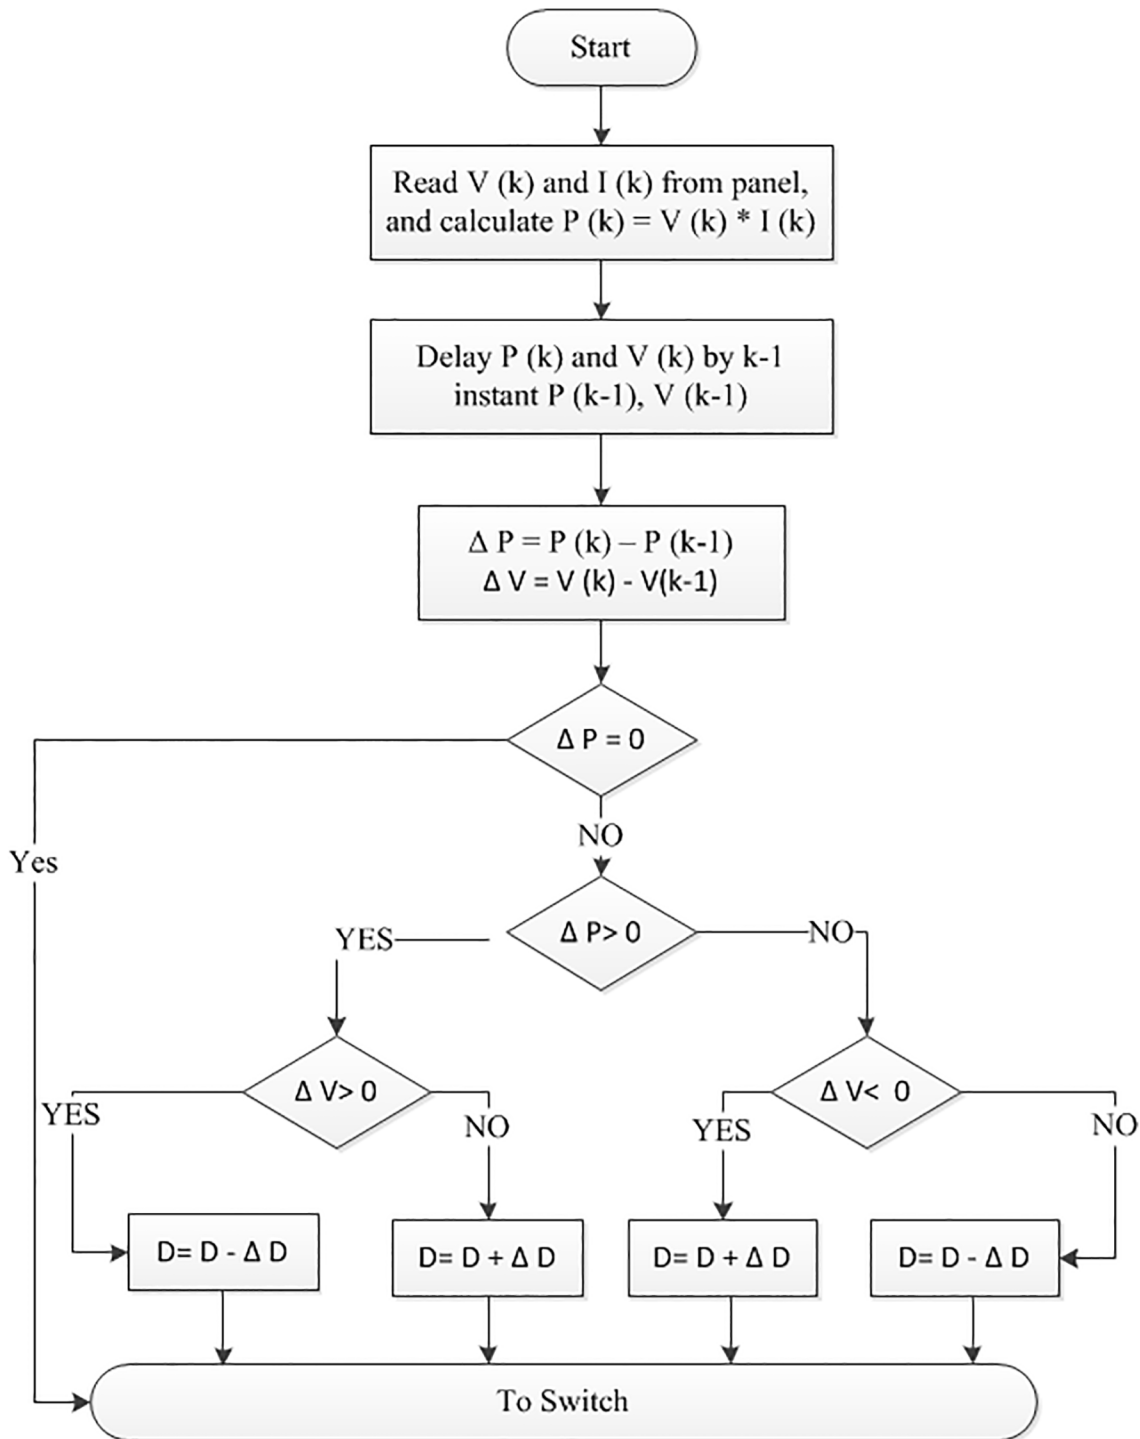 Start
Read V (k) and I (k) from panel,
and calculate P (k) = V (k) * I (k)
Delay P (k) and V (k) by k-1
instant P (k-1), V (k-1)
Δ P = P (k) – P (k-1)
Δ V = V (k) - V(k-1)
Δ P = 0
NO
Yes
Δ P> 0
YES
NO
Δ V> 0
Δ V< 0
YES
NO
YES
NO
D= D - Δ D
D= D + Δ D
D= D + Δ D
D= D - Δ D
To Switch